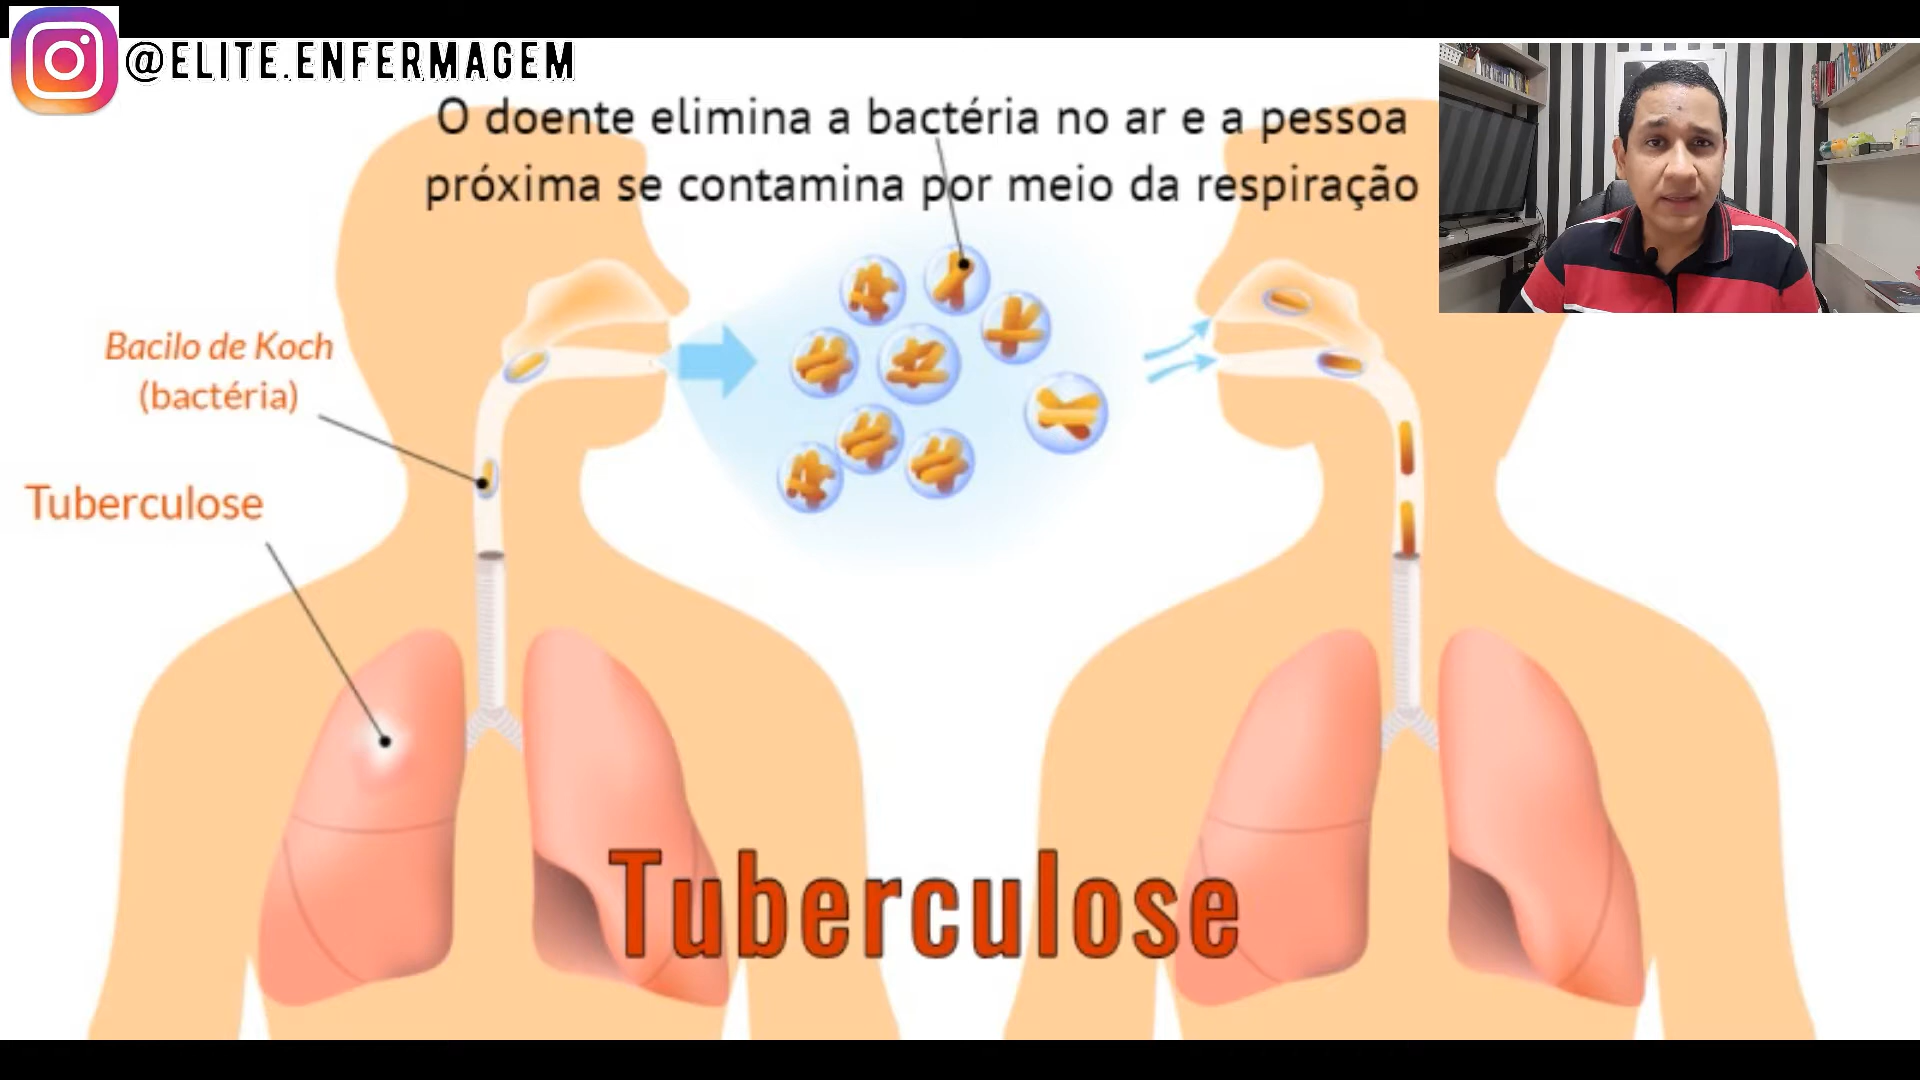 @ELITE.ENFERMAGEM
O doente elimina a bactéria no ar e a pessoa
próxima se contamina por meio da respiração
Bacilo de Koch
(bactéria)
Tuberculose
Tuberculose